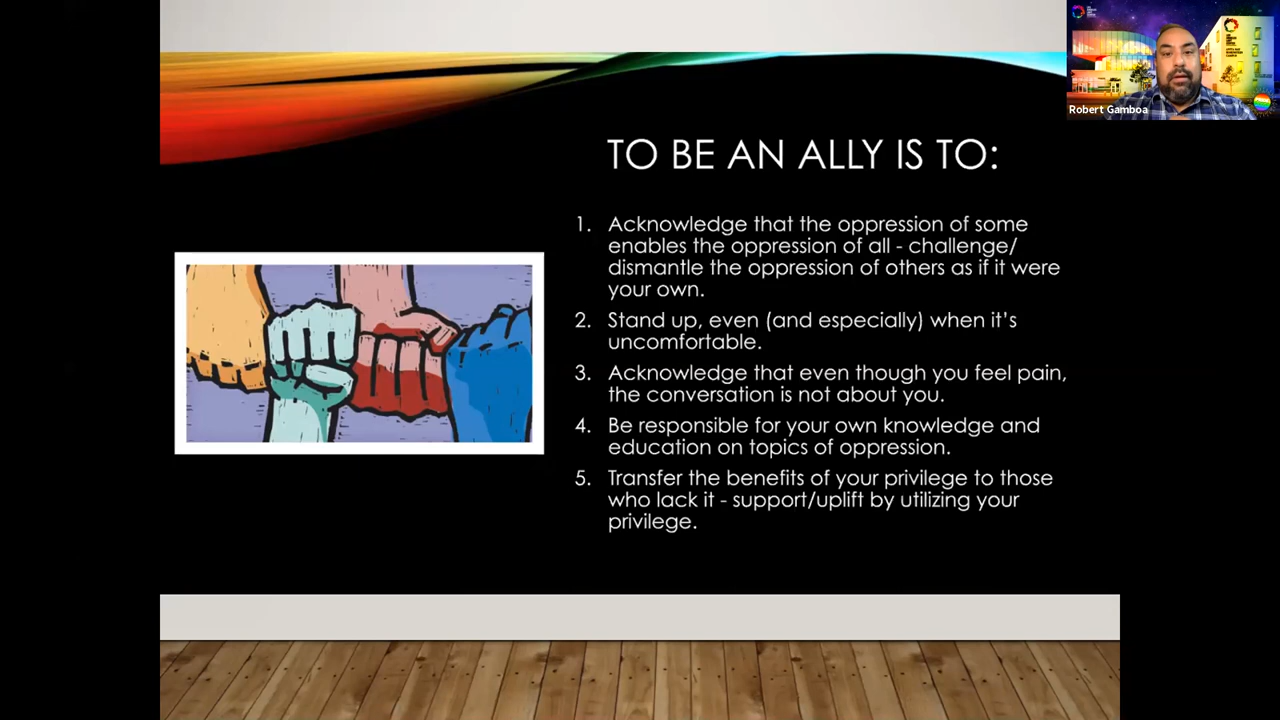 Robert Gamboa
TO BE AN ALLY IS TO:
1. Acknowledge that the oppression of some
enables the oppression of all - challenge/
dismantle the oppression of others as if it were
your own.
2. Stand up, even (and especially) when it's
uncomfortable.
3. Acknowledge that even though you feel pain,
the conversation is not about you.
4. Be responsible for your own knowledge and
education on topics of oppression.
5. Transfer the benefits of your privilege to those
who lack it - support/uplift by utilizing your
privilege.